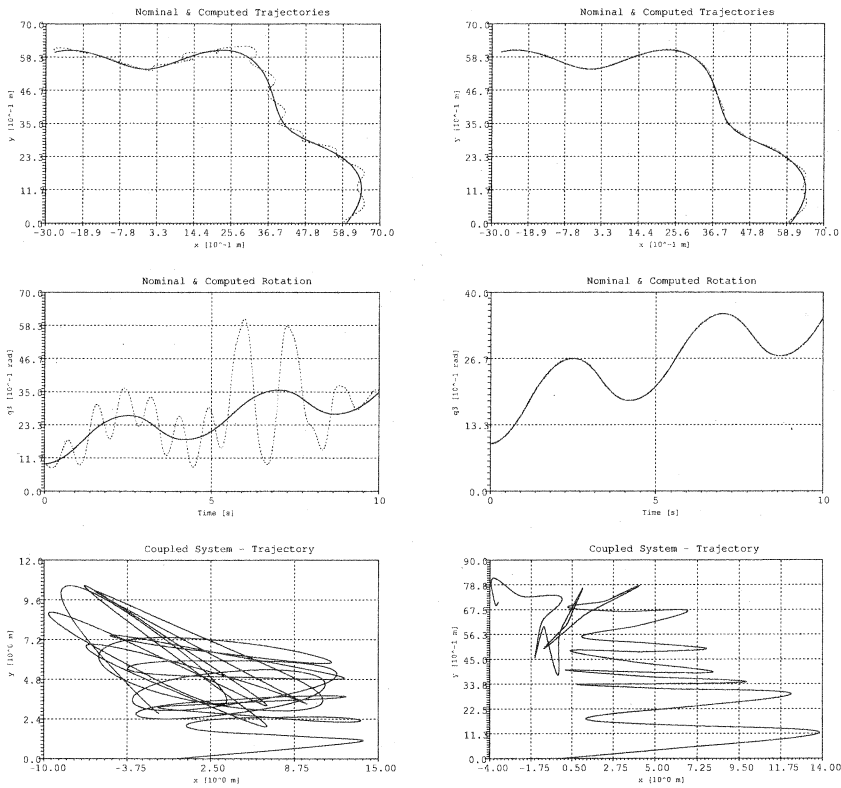 Nominal & Computed Trajectories
70.0
58.3
46.7
35.0
23.3
11.7
0.0
y [10^-1 m]
-30.0 -18.9 -7.8 3.3 14.4 25.6 36.7 47.8 58.9 70.0
x [10^-1 m]
Nominal & Computed Trajectories
70.0
58.3
46.7
35.0
23.3
11.7
0.0
y [10^-1 m]
-30.0 -18.9 -7.8 3.3 14.4 25.6 36.7 47.8 58.9 70.0
x [10^-1 m]
Nominal & Computed Rotation
70.0
58.3
46.7
35.0
23.3
11.7
0.0
q3 [10^-1 rad]
0 5 10
Time [s]
Nominal & Computed Rotation
40.0
26.7
13.3
0.0
q3 [10^-1 rad]
0 5 10
Time [s]
Coupled System - Trajectory
12.0
9.6
7.2
4.8
2.4
0.0
-10.00 -3.75 2.50 8.75 15.00
x [10^0 m]
Coupled System - Trajectory
90.0
78.8
67.5
56.3
45.0
33.8
22.5
11.3
0.0
y [10^-1 m]
-4.00 -1.75 0.50 2.75 5.00 7.25 9.50 11.75 14.00
x [10^0 m]